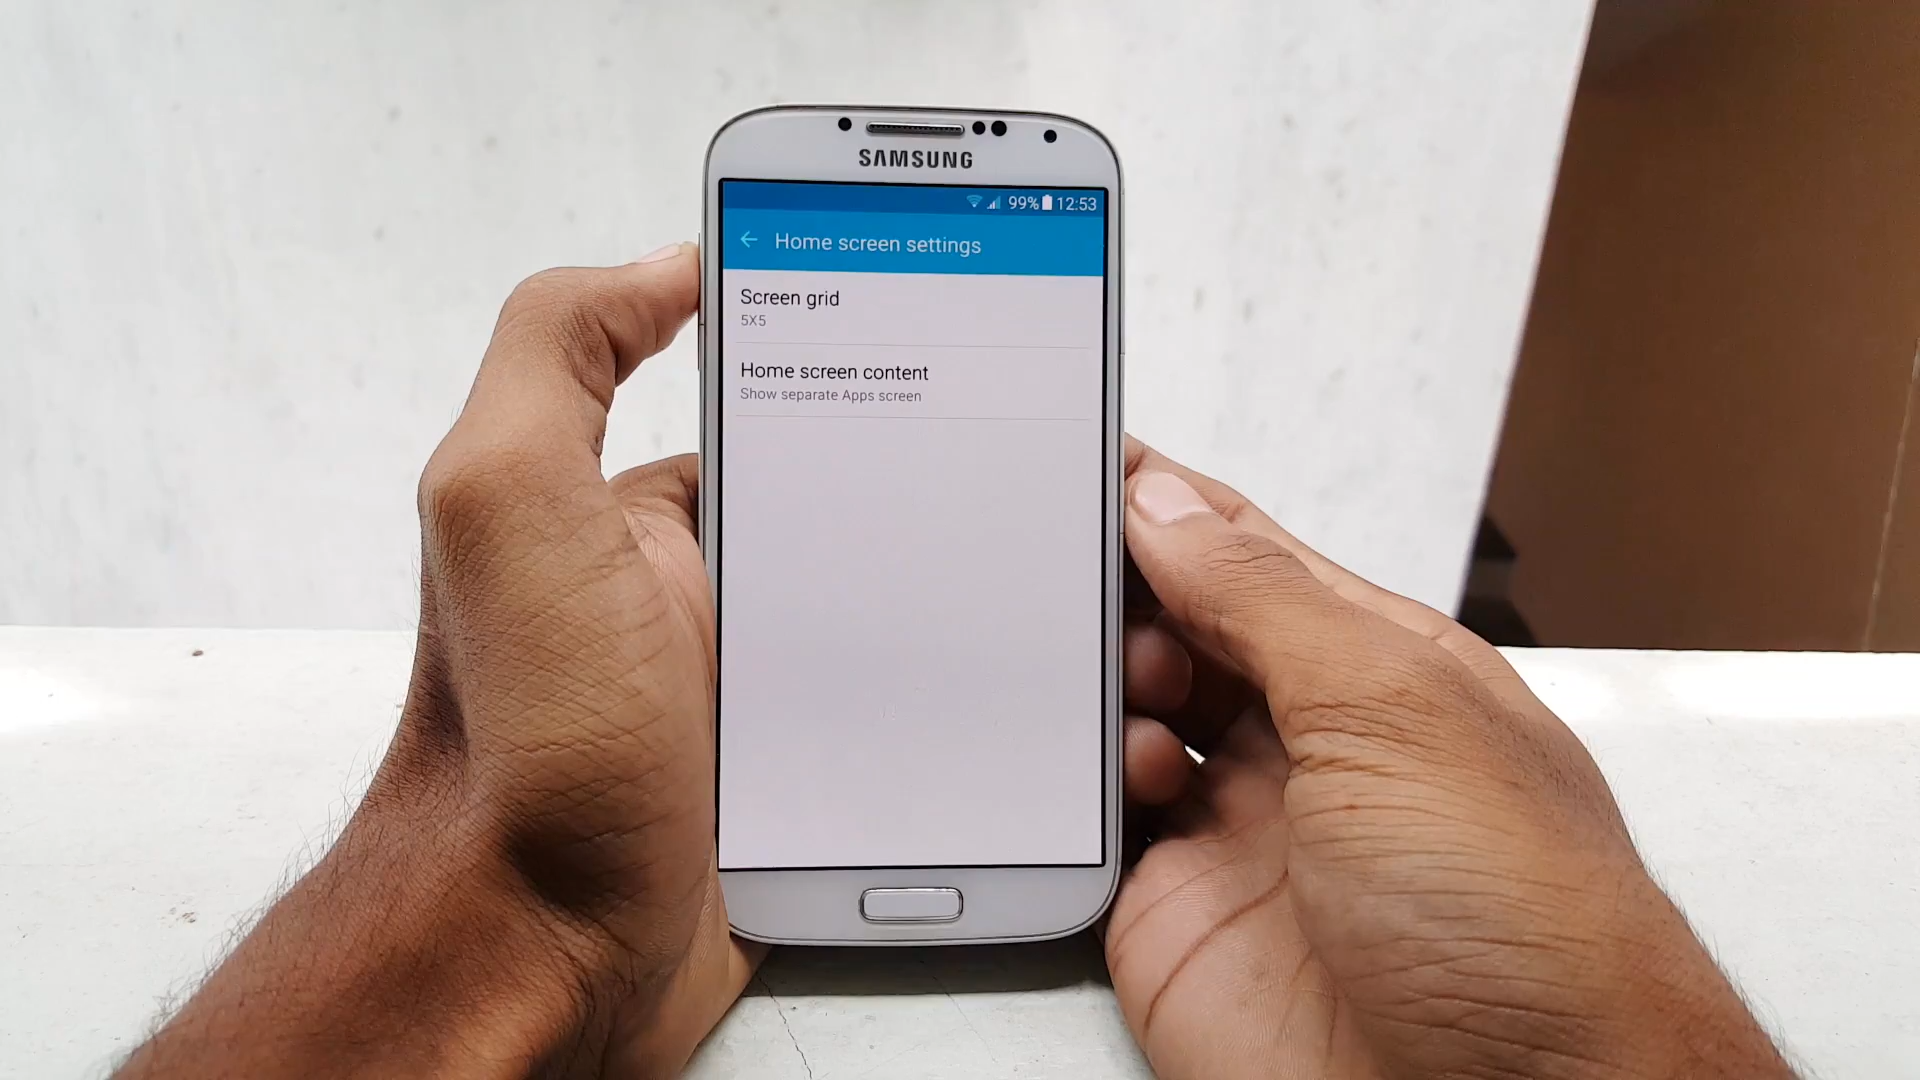 SAMSUNG
99% 12:53
Home screen settings
Screen grid
5X5
Home screen content
Show separate Apps screen